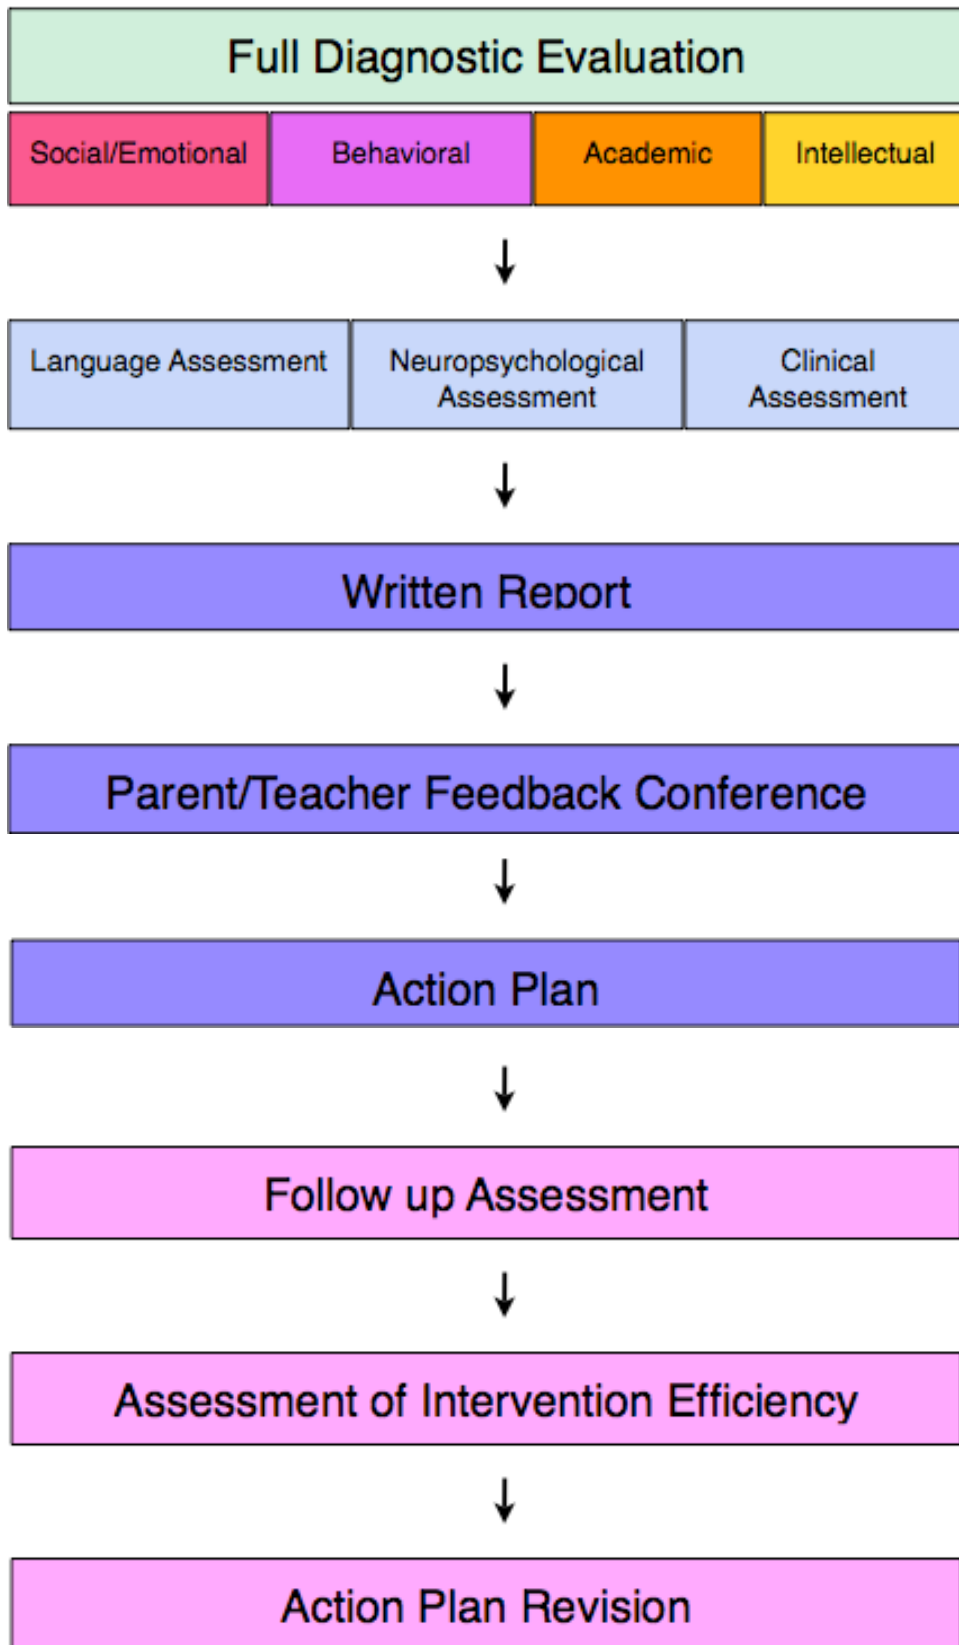 Full Diagnostic Evaluation
Social/Emotional
Behavioral
Academic
Intellectual
Language Assessment
Neuropsychological
Assessment
Clinical
Assessment
Written Report
Parent/Teacher Feedback Conference
Action Plan
Follow up Assessment
Assessment of Intervention Efficiency
Action Plan Revision